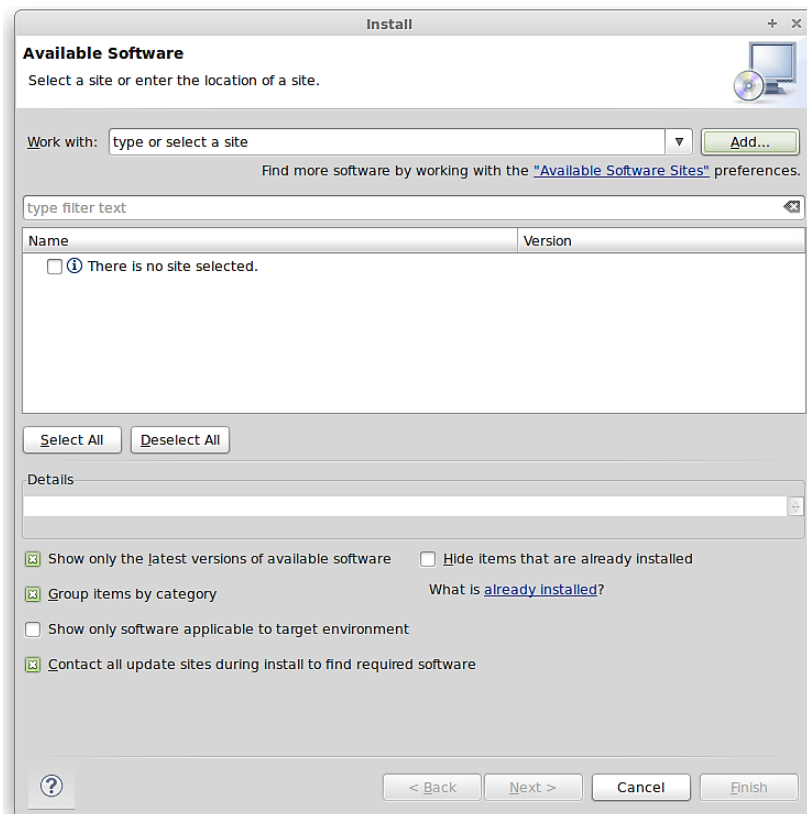 Install
Available Software
Select a site or enter the location of a site.
Work with: type or select a site Add...
Find more software by working with the "Available Software Sites" preferences.
type filter text
Name Version
There is no site selected.
Select All Deselect All
Details
Show only the latest versions of available software Hide items that are already installed
Group items by category What is already installed?
Show only software applicable to target environment
Contact all update sites during install to find required software
? < Back Next > Cancel Finish